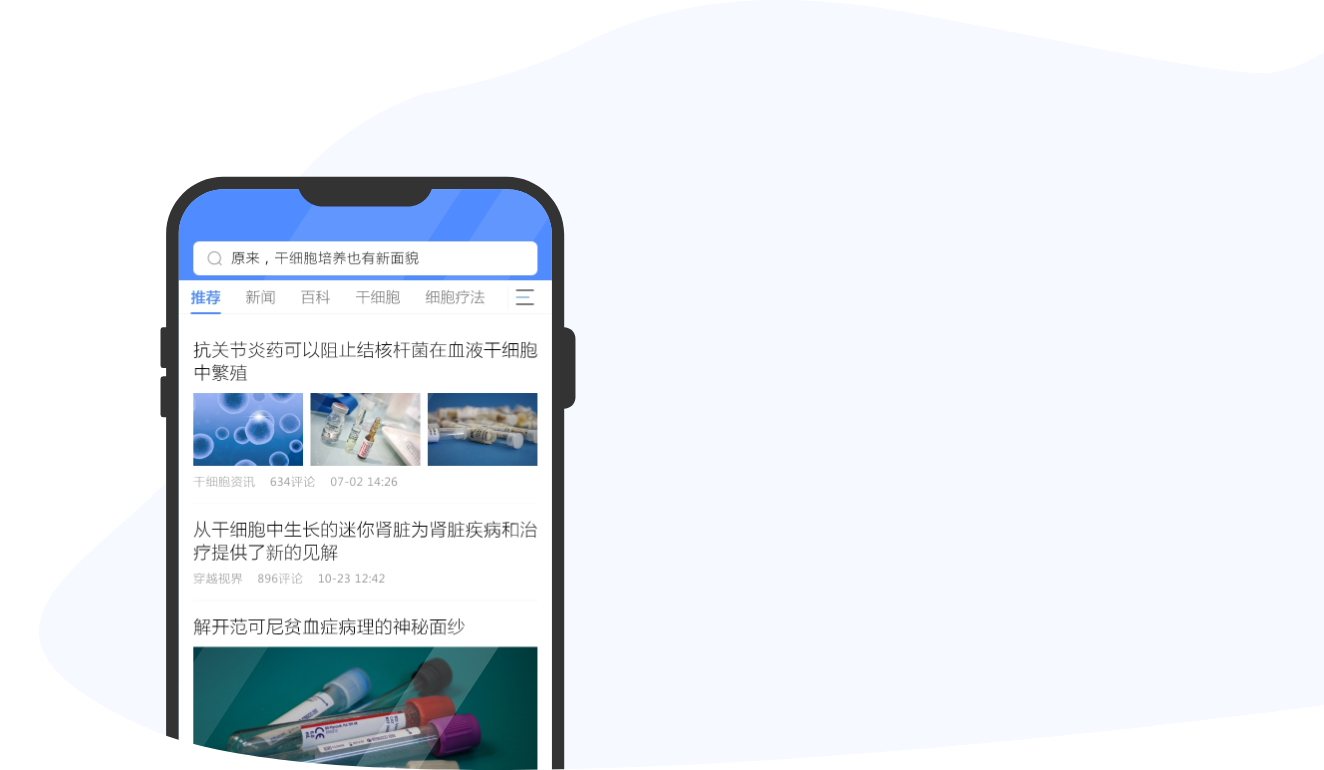 原来，干细胞培养也有新面貌
推荐 新闻 百科 干细胞 细胞疗法
抗关节炎药可以阻止结核杆菌在血液干细胞
中繁殖
干细胞资讯 634评论 07-02 14:26
从干细胞中生长的迷你肾脏为肾脏疾病和治
疗提供了新的见解
穿越视界 896评论 10-23 12:42
解开范可尼贫血症病理的神秘面纱
CE